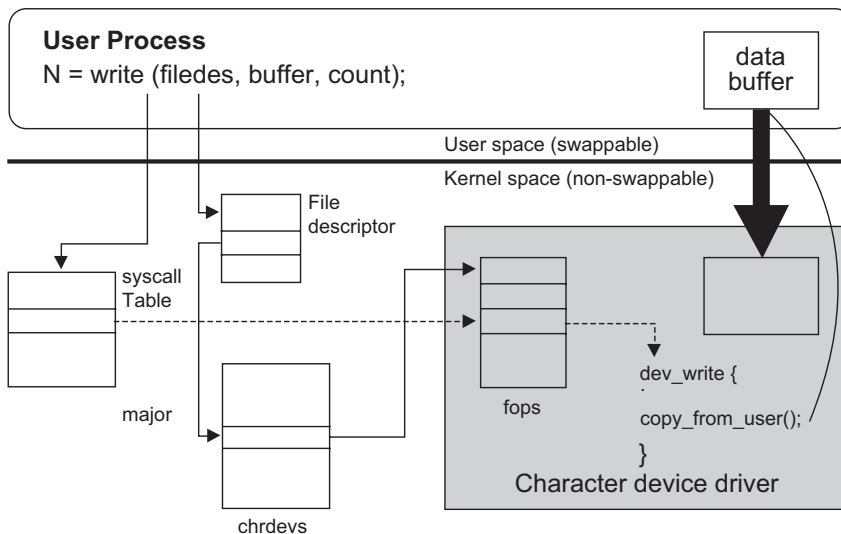 User Process
N = write (filedes, buffer, count);
data
buffer
User space (swappable)
Kernel space (non-swappable)
File
descriptor
syscall
Table
major
chrdevs
fops
dev_write {
.
copy_from_user();
}
Character device driver